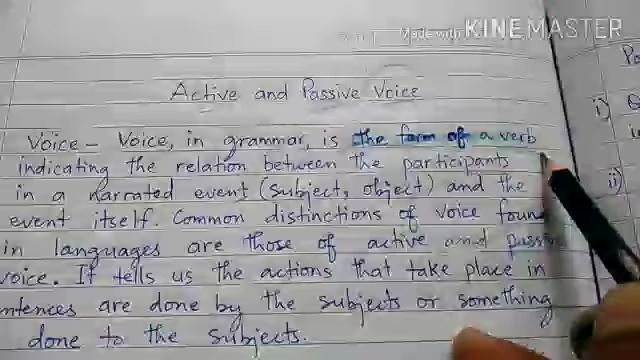 Made with KINEMASTER
Active and Passive Voice
Voice – Voice, in grammar, is the form of a verb
indicating the relation between the participants
in a narrated event (subject, object) and the
event itself. Common distinctions of voice found
in languages are those of active and
voice. It tells us the actions that take place in
are done by the subjects or something
done to the subjects.
i)
ii)